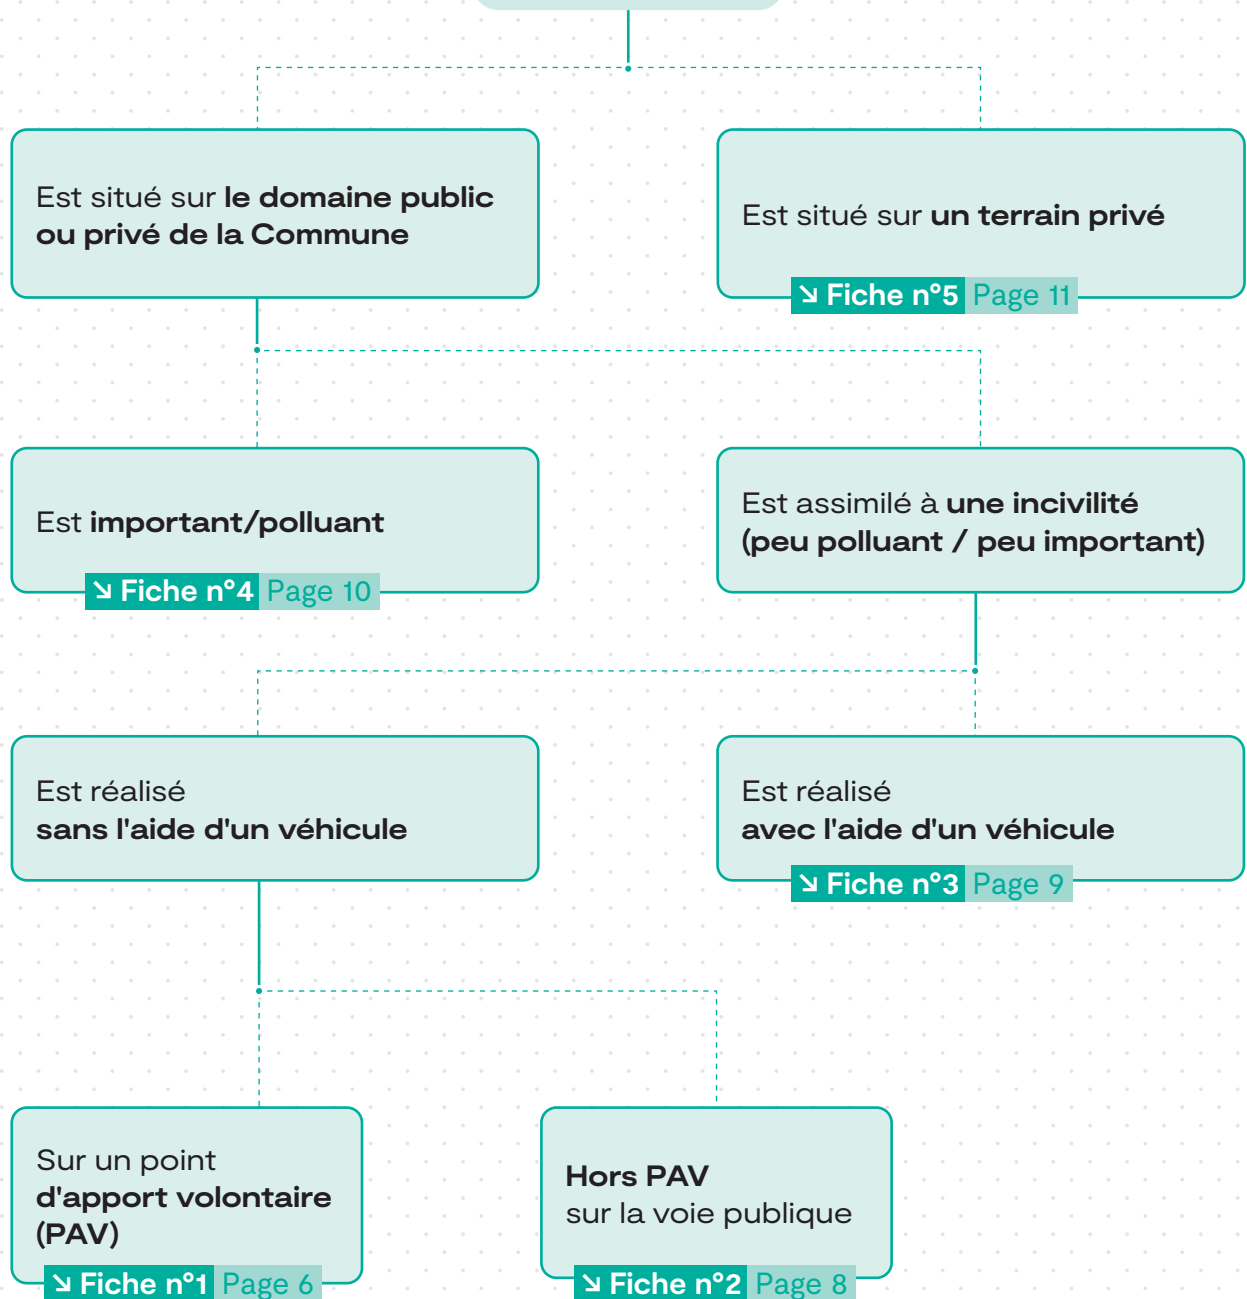 Est situé sur le domaine public
ou privé de la Commune
Est situé sur un terrain privé
↘ Fiche n°5 Page 11
Est important/polluant
↘ Fiche n°4 Page 10
Est assimilé à une incivilité
(peu polluant / peu important)
Est réalisé
sans l'aide d'un véhicule
Est réalisé
avec l'aide d'un véhicule
↘ Fiche n°3 Page 9
Sur un point
d'apport volontaire
(PAV)
↘ Fiche n°1 Page 6
Hors PAV
sur la voie publique
↘ Fiche n°2 Page 8